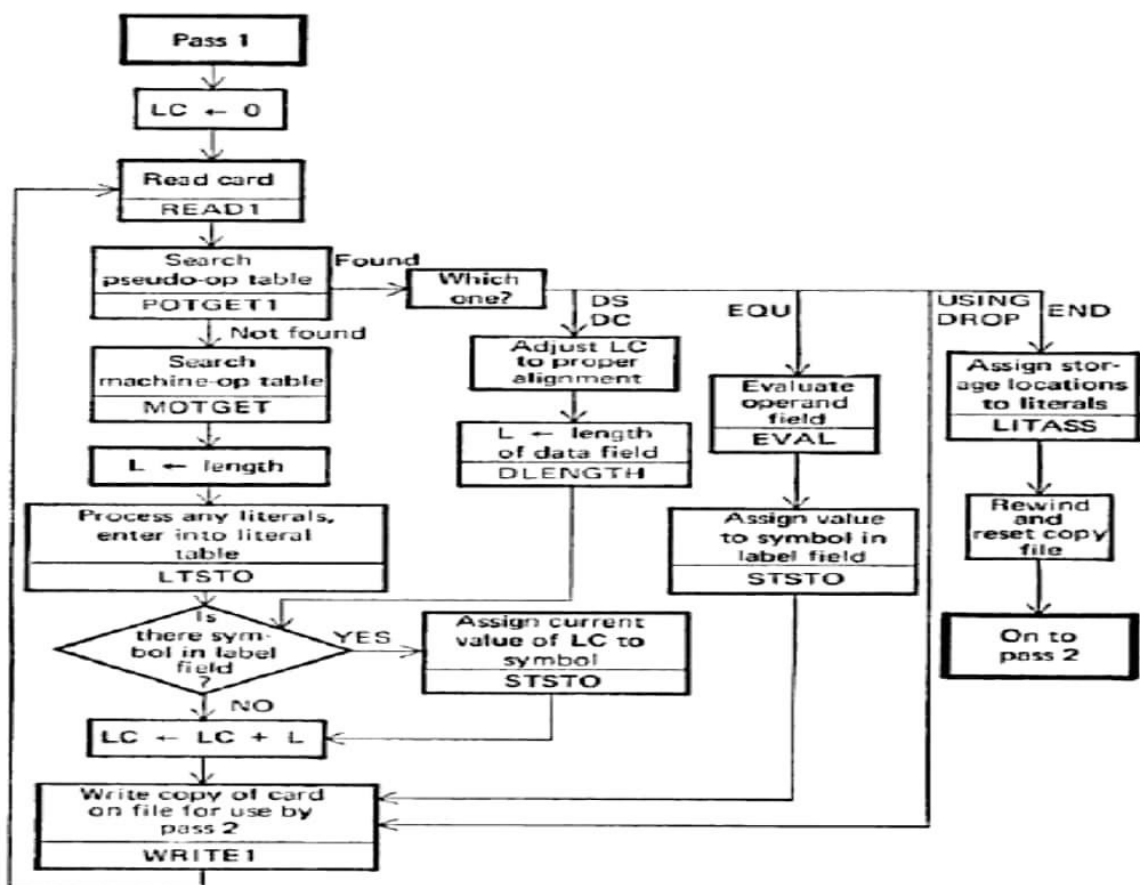 Pass 1
LC ← 0
Read card
READ1
Search
pseudo-op table
POTGET1
Found
Which
one?
Not found
Search
machine-op table
MOTGET
L ← length
Process any literals,
enter into literal
table
LTSTO
Is
there sym-
bol in label
field
?
YES
NO
Assign current
value of LC to
symbol
STSTO
LC ← LC + L
Write copy of card
on file for use by
pass 2
WRITE1
DS
DC
Adjust LC
to proper
alignment
L ← length
of data field
DLENGTH
EQU
Evaluate
operand
field
EVAL
Assign value
to symbol in
label field
STSTO
USING
DROP
END
Assign stor-
age locations
to literals
LITASS
Rewind
and
reset copy
file
On to
pass 2